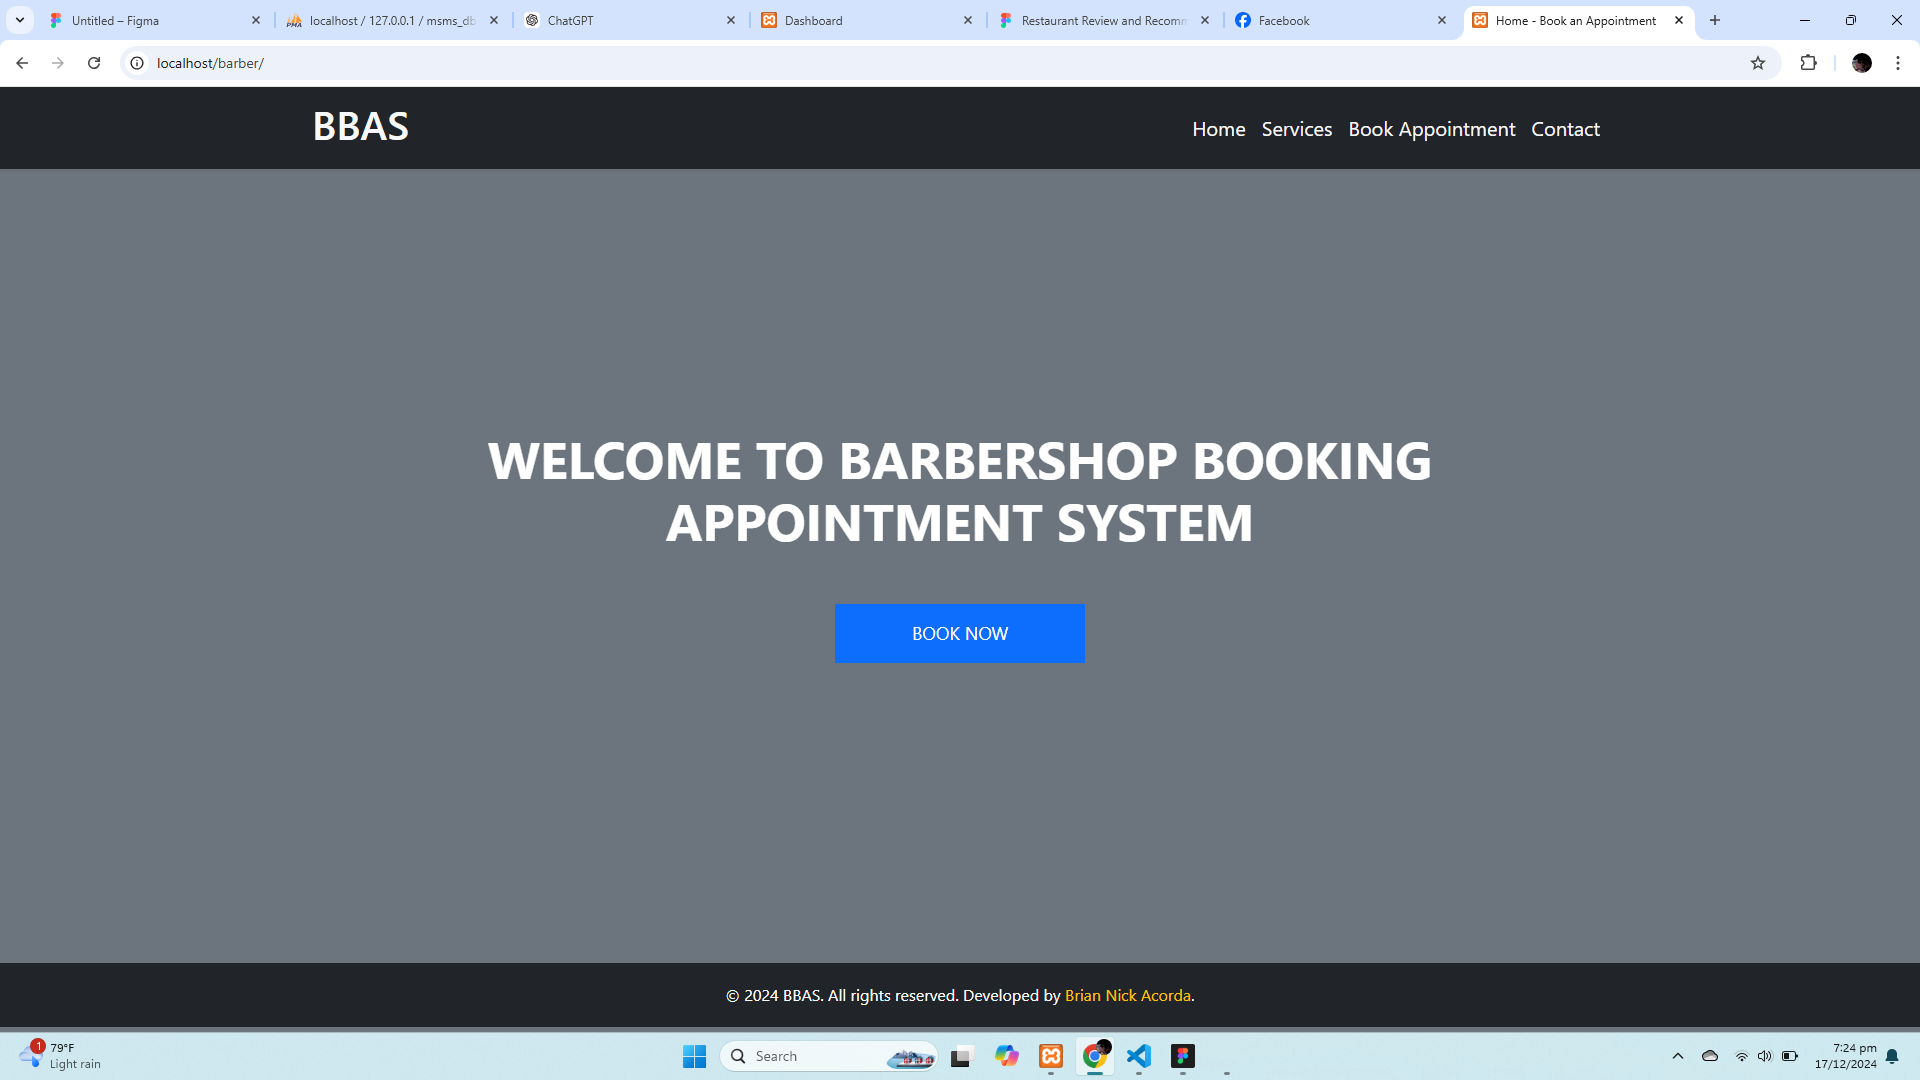 Untitled – Figma
localhost / 127.0.0.1 / msms_db
ChatGPT
Dashboard
Restaurant Review and Recomm
Facebook
Home - Book an Appointment
localhost/barber/
BBAS
Home Services Book Appointment Contact
WELCOME TO BARBERSHOP BOOKING
APPOINTMENT SYSTEM
BOOK NOW
© 2024 BBAS. All rights reserved. Developed by Brian Nick Acorda.
1
79°F
Light rain
Search
7:24 pm
17/12/2024